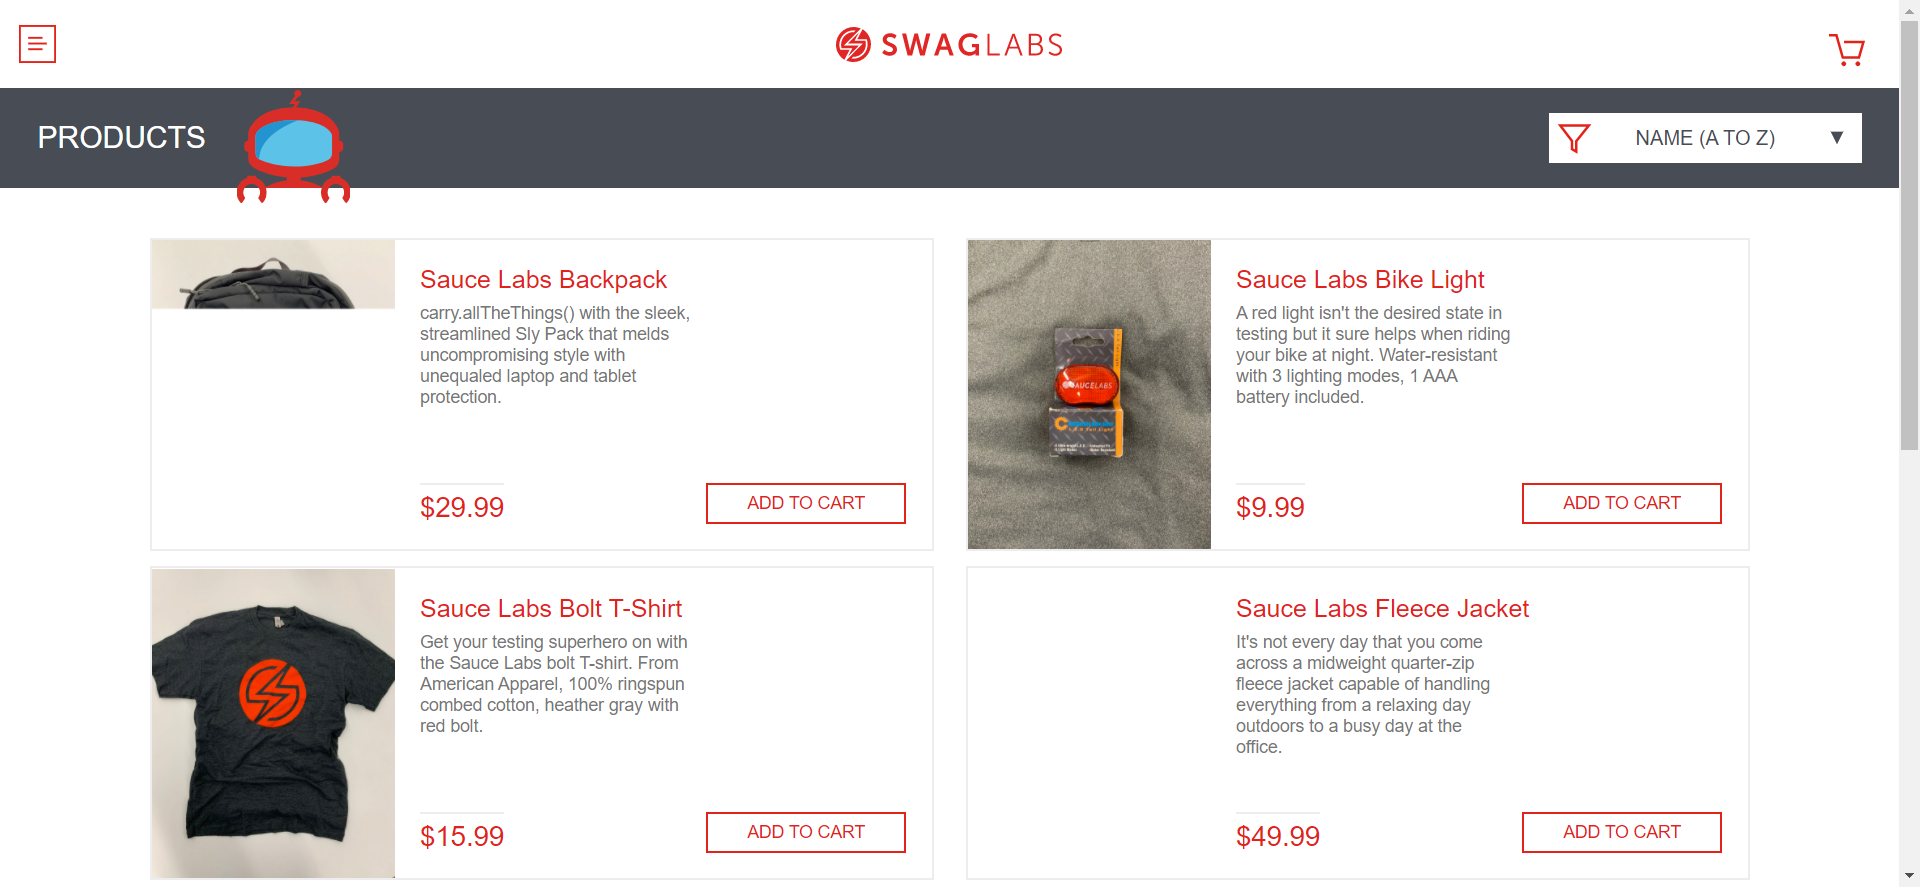 SWAGLABS
PRODUCTS
NAME (A TO Z)
Sauce Labs Backpack
carry.allTheThings() with the sleek,
streamlined Sly Pack that melds
uncompromising style with
unequaled laptop and tablet
protection.
$29.99
ADD TO CART
SAUCELABS
Sauce Labs Bike Light
A red light isn't the desired state in
testing but it sure helps when riding
your bike at night. Water-resistant
with 3 lighting modes, 1 AAA
battery included.
$9.99
ADD TO CART
Sauce Labs Bolt T-Shirt
Get your testing superhero on with
the Sauce Labs bolt T-shirt. From
American Apparel, 100% ringspun
combed cotton, heather gray with
red bolt.
$15.99
ADD TO CART
Sauce Labs Fleece Jacket
It's not every day that you come
across a midweight quarter-zip
fleece jacket capable of handling
everything from a relaxing day
outdoors to a busy day at the
office.
$49.99
ADD TO CART